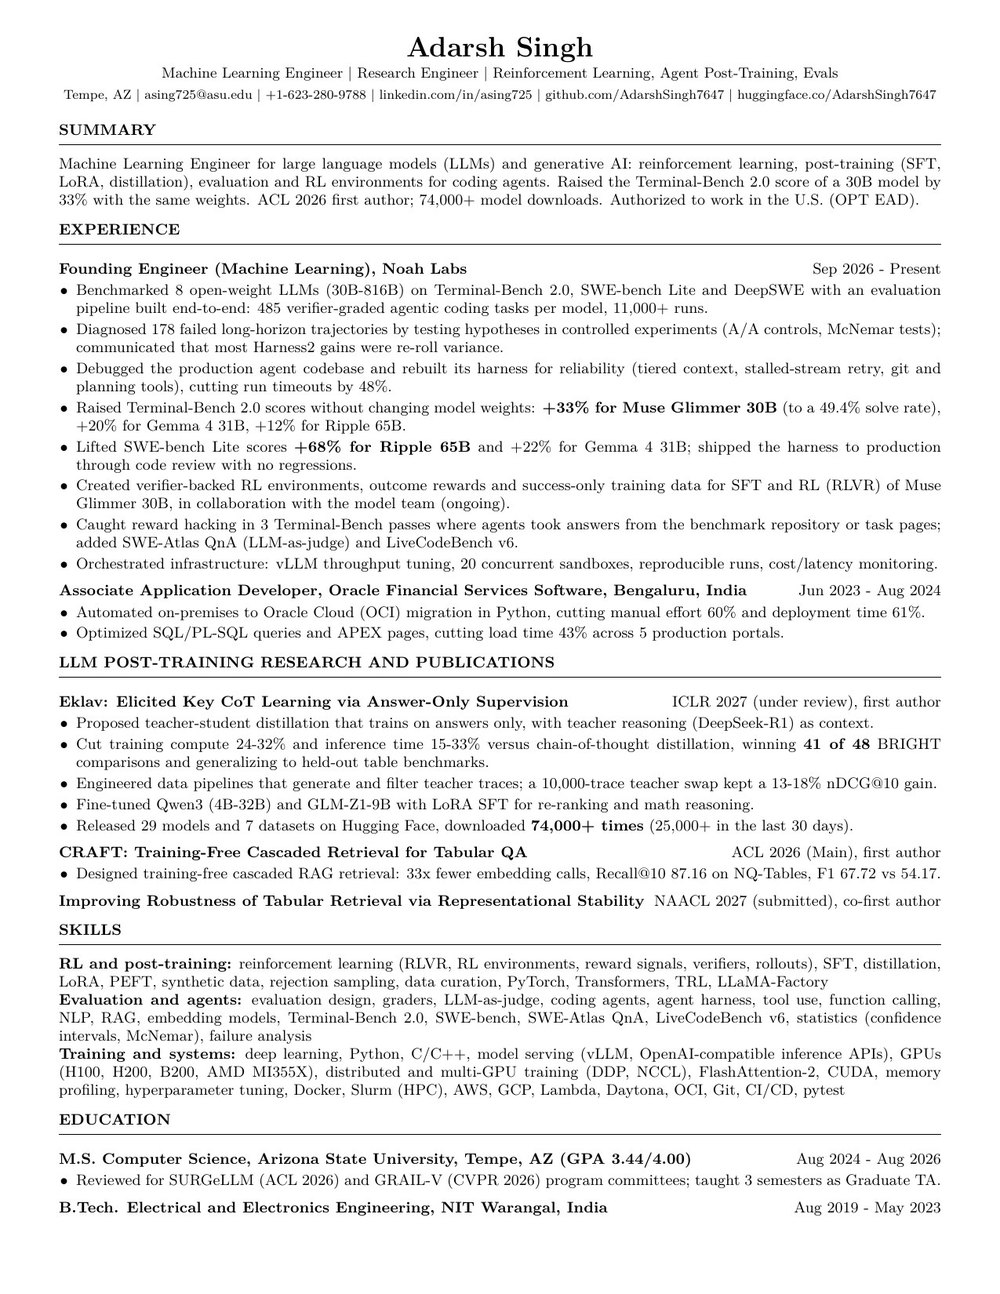 Adarsh Singh
Machine Learning Engineer | Research Engineer | Reinforcement Learning, Agent Post-Training, Evals
Tempe, AZ | asing725@asu.edu | +1-623-280-9788 | linkedin.com/in/asing725 | github.com/AdarshSingh7647 | huggingface.co/AdarshSingh7647
SUMMARY
Machine Learning Engineer for large language models (LLMs) and generative AI: reinforcement learning, post-training (SFT,
LoRA, distillation), evaluation and RL environments for coding agents. Raised the Terminal-Bench 2.0 score of a 30B model by
33% with the same weights. ACL 2026 first author; 74,000+ model downloads. Authorized to work in the U.S. (OPT EAD).
EXPERIENCE
Founding Engineer (Machine Learning), Noah Labs Sep 2026 - Present
• Benchmarked 8 open-weight LLMs (30B-816B) on Terminal-Bench 2.0, SWE-bench Lite and DeepSWE with an evaluation
pipeline built end-to-end: 485 verifier-graded agentic coding tasks per model, 11,000+ runs.
• Diagnosed 178 failed long-horizon trajectories by testing hypotheses in controlled experiments (A/A controls, McNemar tests);
communicated that most Harness2 gains were re-roll variance.
• Debugged the production agent codebase and rebuilt its harness for reliability (tiered context, stalled-stream retry, git and
planning tools), cutting run timeouts by 48%.
• Raised Terminal-Bench 2.0 scores without changing model weights: +33% for Muse Glimmer 30B (to a 49.4% solve rate),
+20% for Gemma 4 31B, +12% for Ripple 65B.
• Lifted SWE-bench Lite scores +68% for Ripple 65B and +22% for Gemma 4 31B; shipped the harness to production
through code review with no regressions.
• Created verifier-backed RL environments, outcome rewards and success-only training data for SFT and RL (RLVR) of Muse
Glimmer 30B, in collaboration with the model team (ongoing).
• Caught reward hacking in 3 Terminal-Bench passes where agents took answers from the benchmark repository or task pages;
added SWE-Atlas QnA (LLM-as-judge) and LiveCodeBench v6.
• Orchestrated infrastructure: vLLM throughput tuning, 20 concurrent sandboxes, reproducible runs, cost/latency monitoring.
Associate Application Developer, Oracle Financial Services Software, Bengaluru, India Jun 2023 - Aug 2024
• Automated on-premises to Oracle Cloud (OCI) migration in Python, cutting manual effort 60% and deployment time 61%.
• Optimized SQL/PL-SQL queries and APEX pages, cutting load time 43% across 5 production portals.
LLM POST-TRAINING RESEARCH AND PUBLICATIONS
Eklav: Elicited Key CoT Learning via Answer-Only Supervision ICLR 2027 (under review), first author
• Proposed teacher-student distillation that trains on answers only, with teacher reasoning (DeepSeek-R1) as context.
• Cut training compute 24-32% and inference time 15-33% versus chain-of-thought distillation, winning 41 of 48 BRIGHT
comparisons and generalizing to held-out table benchmarks.
• Engineered data pipelines that generate and filter teacher traces; a 10,000-trace teacher swap kept a 13-18% nDCG@10 gain.
• Fine-tuned Qwen3 (4B-32B) and GLM-Z1-9B with LoRA SFT for re-ranking and math reasoning.
• Released 29 models and 7 datasets on Hugging Face, downloaded 74,000+ times (25,000+ in the last 30 days).
CRAFT: Training-Free Cascaded Retrieval for Tabular QA ACL 2026 (Main), first author
• Designed training-free cascaded RAG retrieval: 33x fewer embedding calls, Recall@10 87.16 on NQ-Tables, F1 67.72 vs 54.17.
Improving Robustness of Tabular Retrieval via Representational Stability NAACL 2027 (submitted), co-first author
SKILLS
RL and post-training: reinforcement learning (RLVR, RL environments, reward signals, verifiers, rollouts), SFT, distillation,
LoRA, PEFT, synthetic data, rejection sampling, data curation, PyTorch, Transformers, TRL, LLaMA-Factory
Evaluation and agents: evaluation design, graders, LLM-as-judge, coding agents, agent harness, tool use, function calling,
NLP, RAG, embedding models, Terminal-Bench 2.0, SWE-bench, SWE-Atlas QnA, LiveCodeBench v6, statistics (confidence
intervals, McNemar), failure analysis
Training and systems: deep learning, Python, C/C++, model serving (vLLM, OpenAI-compatible inference APIs), GPUs
(H100, H200, B200, AMD MI355X), distributed and multi-GPU training (DDP, NCCL), FlashAttention-2, CUDA, memory
profiling, hyperparameter tuning, Docker, Slurm (HPC), AWS, GCP, Lambda, Daytona, OCI, Git, CI/CD, pytest
EDUCATION
M.S. Computer Science, Arizona State University, Tempe, AZ (GPA 3.44/4.00) Aug 2024 - Aug 2026
• Reviewed for SURGeLLM (ACL 2026) and GRAIL-V (CVPR 2026) program committees; taught 3 semesters as Graduate TA.
B.Tech. Electrical and Electronics Engineering, NIT Warangal, India Aug 2019 - May 2023